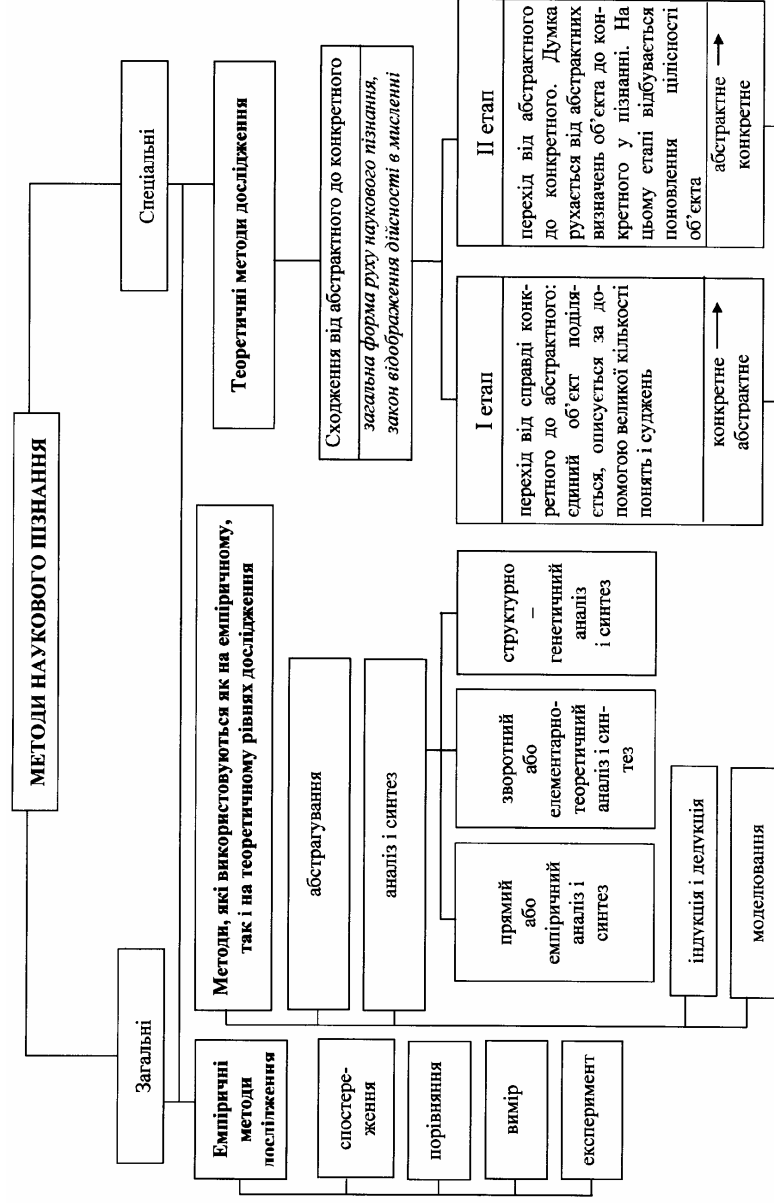 МЕТОДИ НАУКОВОГО ПІЗНАННЯ
Загальні
Спеціальні
Емпіричні
методи
дослідження
спостере-
ження
порівняння
вимір
експеримент
Методи, які використовуються як на емпіричному,
так і на теоретичному рівнях дослідження
абстрагування
аналіз і синтез
прямий
або
емпіричний
аналіз і
синтез
зворотний
або
елементарно-
теоретичний
аналіз і син-
тез
структурно
–
генетичний
аналіз
і синтез
індукція і дедукція
моделювання
Теоретичні методи дослідження
Сходження від абстрактного до конкретного
загальна форма руху наукового пізнання,
закон відображення дійсності в мисленні
І етап
перехід від справді конк-
ретного до абстрактного:
єдиний об’єкт поділя-
ється, описується за до-
помогою великої кількості
понять і суджень
конкретне →
абстрактне
ІІ етап
перехід від абстрактного
до конкретного. Думка
рухається від абстрактних
визначень об’єкта до кон-
кретного у пізнанні. На
цьому етапі відбувається
поновлення цілісності
об’єкта
абстрактне →
конкретне